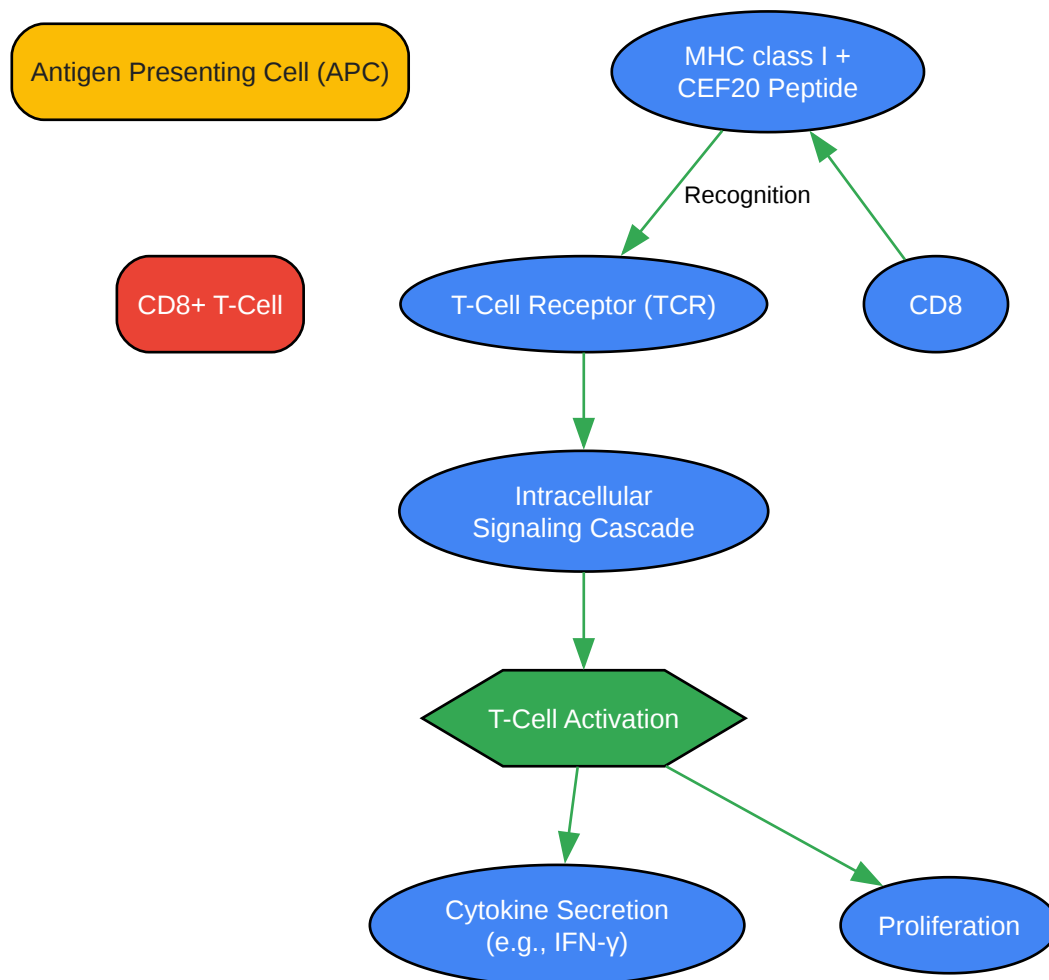 Antigen Presenting Cell (APC)
MHC class I +
CEF20 Peptide
Recognition
CD8+ T-Cell
T-Cell Receptor (TCR)
CD8
Intracellular
Signaling Cascade
T-Cell Activation
Cytokine Secretion
(e.g., IFN-γ)
Proliferation